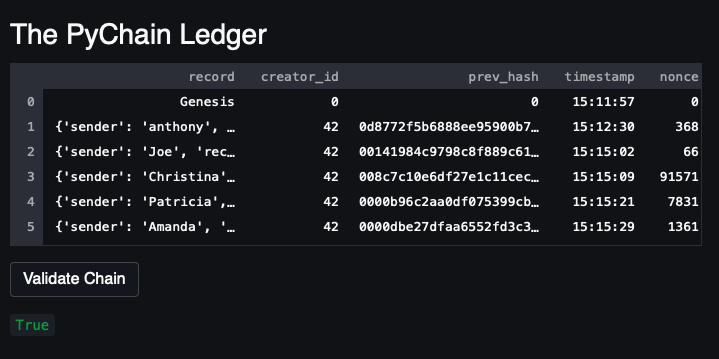 The PyChain Ledger
record creator_id prev_hash timestamp nonce
0 Genesis 0 0 15:11:57 0
1 {'sender': 'anthony', … 42 0d8772f5b6888ee95900b7… 15:12:30 368
2 {'sender': 'Joe', 'rec… 42 00141984c9798c8f889c61… 15:15:02 66
3 {'sender': 'Christina'… 42 008c7c10e6df27e1c11cec… 15:15:09 91571
4 {'sender': 'Patricia',… 42 0000b96c2aa0df075399cb… 15:15:21 7831
5 {'sender': 'Amanda', '… 42 0000dbe27dfaa6552fd3c3… 15:15:29 1361
Validate Chain
True